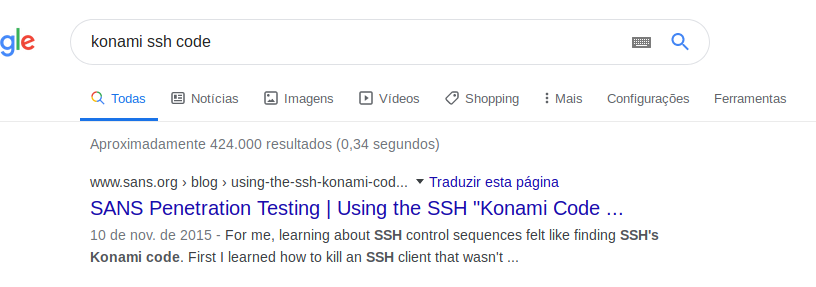 gle
konami ssh code
Todas Notícias Imagens Vídeos Shopping Mais Configurações Ferramentas
Aproximadamente 424.000 resultados (0,34 segundos)
www.sans.org › blog › using-the-ssh-konami-cod... Traduzir esta página
SANS Penetration Testing | Using the SSH "Konami Code ...
10 de nov. de 2015 - For me, learning about SSH control sequences felt like finding SSH's
Konami code. First I learned how to kill an SSH client that wasn't ...